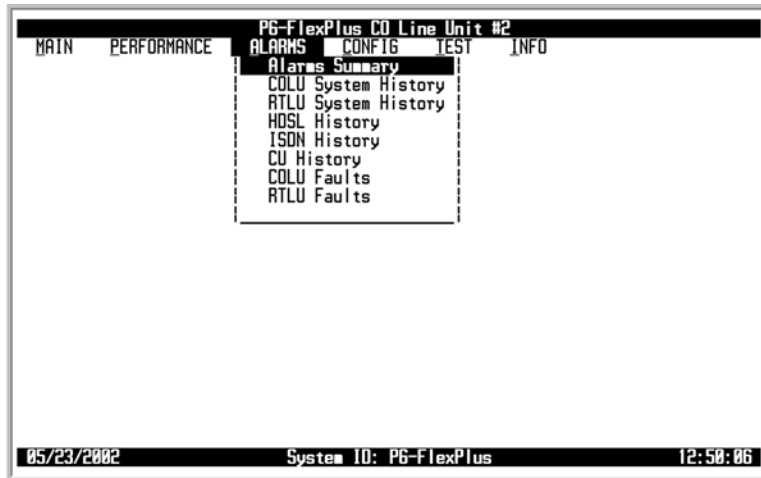 P6-FlexPlus CO Line Unit #2
MAIN PERFORMANCE ALARMS CONFIG TEST INFO
Alarms Summary
COLU System History
RTLU System History
HDSL History
ISDN History
CU History
COLU Faults
RTLU Faults
05/23/2002 System ID: P6-FlexPlus 12:50:06